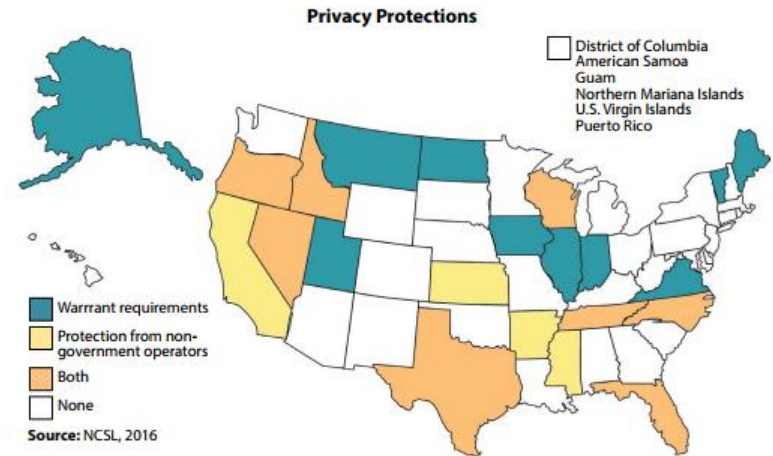 Privacy Protections
District of Columbia
American Samoa
Guam
Northern Mariana Islands
U.S. Virgin Islands
Puerto Rico
Warrrant requirements
Protection from non-
government operators
Both
None
Source: NCSL, 2016